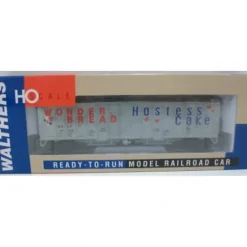 WALTHERS
HO
SCALE
WONDER Hostess
BREAD Cake
READY-TO-RUN MODEL RAILROAD CAR